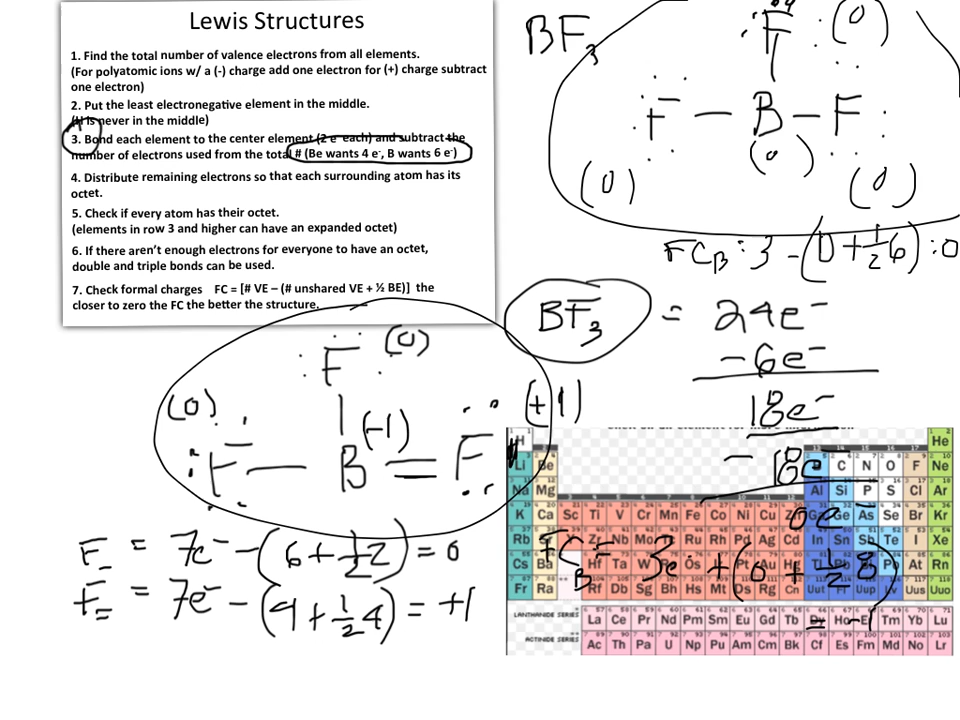 Lewis Structures
1. Find the total number of valence electrons from all elements.
(For polyatomic ions w/ a (-) charge add one electron for (+) charge subtract
one electron)
2. Put the least electronegative element in the middle.
(H is never in the middle)
3. Bond each element to the center element (2 e- each) and subtract the
number of electrons used from the total # (Be wants 4 e-, B wants 6 e-)
4. Distribute remaining electrons so that each surrounding atom has its
octet.
5. Check if every atom has their octet.
(elements in row 3 and higher can have an expanded octet)
6. If there aren't enough electrons for everyone to have an octet,
double and triple bonds can be used.
7. Check formal charges FC = [# VE – (# unshared VE + ½ BE)] the
closer to zero the FC the better the structure.
BF3
F (0)
F — B — F
(0) (0) (0)
FCB : 3 - (0 + 1/2 6) : 0
BF3 = 24e-
- 6e-
18e-
- 18e-
0e-
F (0)
(0) (-1) (+1)
F — B = F
F- = 7e- - (6 + 1/2 2) = 0
F= = 7e- - (4 + 1/2 4) = +1
FCB = 3e- + (0 + 1/2 8)
H He
Li Be C N O F Ne
Na Mg Al Si P S Cl Ar
K Ca Sc Ti V Cr Mn Fe Co Ni Cu Zn Ga Ge As Se Br Kr
Rb Zr Nb Mo Ru Rh Pd Ag Cd In Sn Sb Te I Xe
Cs Ba Hf Ta W Os Pt Au Hg Pb Po At Rn
Fr Ra Rf Db Sg Bh Hs Mt Ds Rg Cn Uut Uup Lv Uus Uuo
LANTHANIDE SERIES La Ce Pr Nd Pm Sm Eu Gd Tb Dy Ho Er Tm Yb Lu
ACTINIDE SERIES Ac Th Pa U Np Pu Am Cm Bk Cf Es Fm Md No Lr